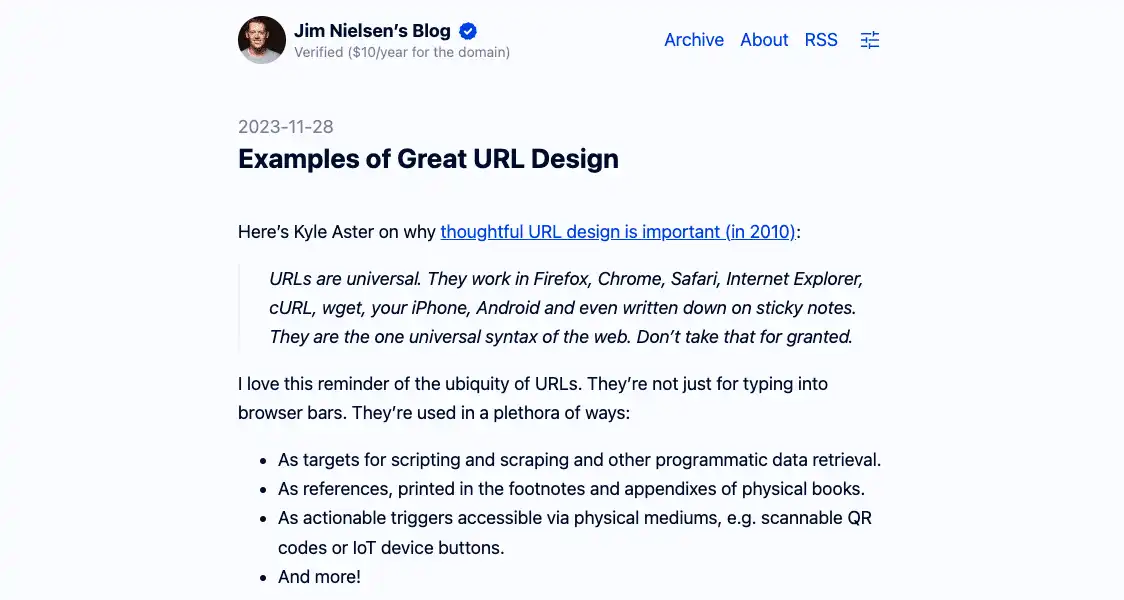 Jim Nielsen’s Blog
Verified ($10/year for the domain)
Archive About RSS
2023-11-28
Examples of Great URL Design
Here’s Kyle Aster on why thoughtful URL design is important (in 2010):
URLs are universal. They work in Firefox, Chrome, Safari, Internet Explorer,
cURL, wget, your iPhone, Android and even written down on sticky notes.
They are the one universal syntax of the web. Don’t take that for granted.
I love this reminder of the ubiquity of URLs. They’re not just for typing into
browser bars. They’re used in a plethora of ways:
• As targets for scripting and scraping and other programmatic data retrieval.
• As references, printed in the footnotes and appendixes of physical books.
• As actionable triggers accessible via physical mediums, e.g. scannable QR
codes or IoT device buttons.
• And more!